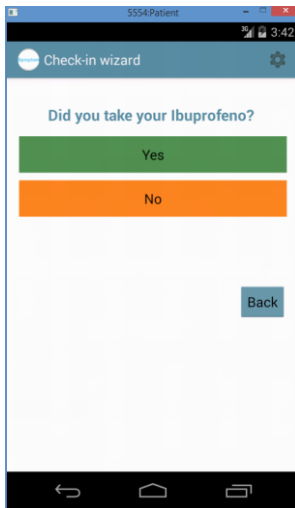 5554:Patient
3G 3:42
Check-in wizard
Did you take your Ibuprofeno?
Yes
No
Back